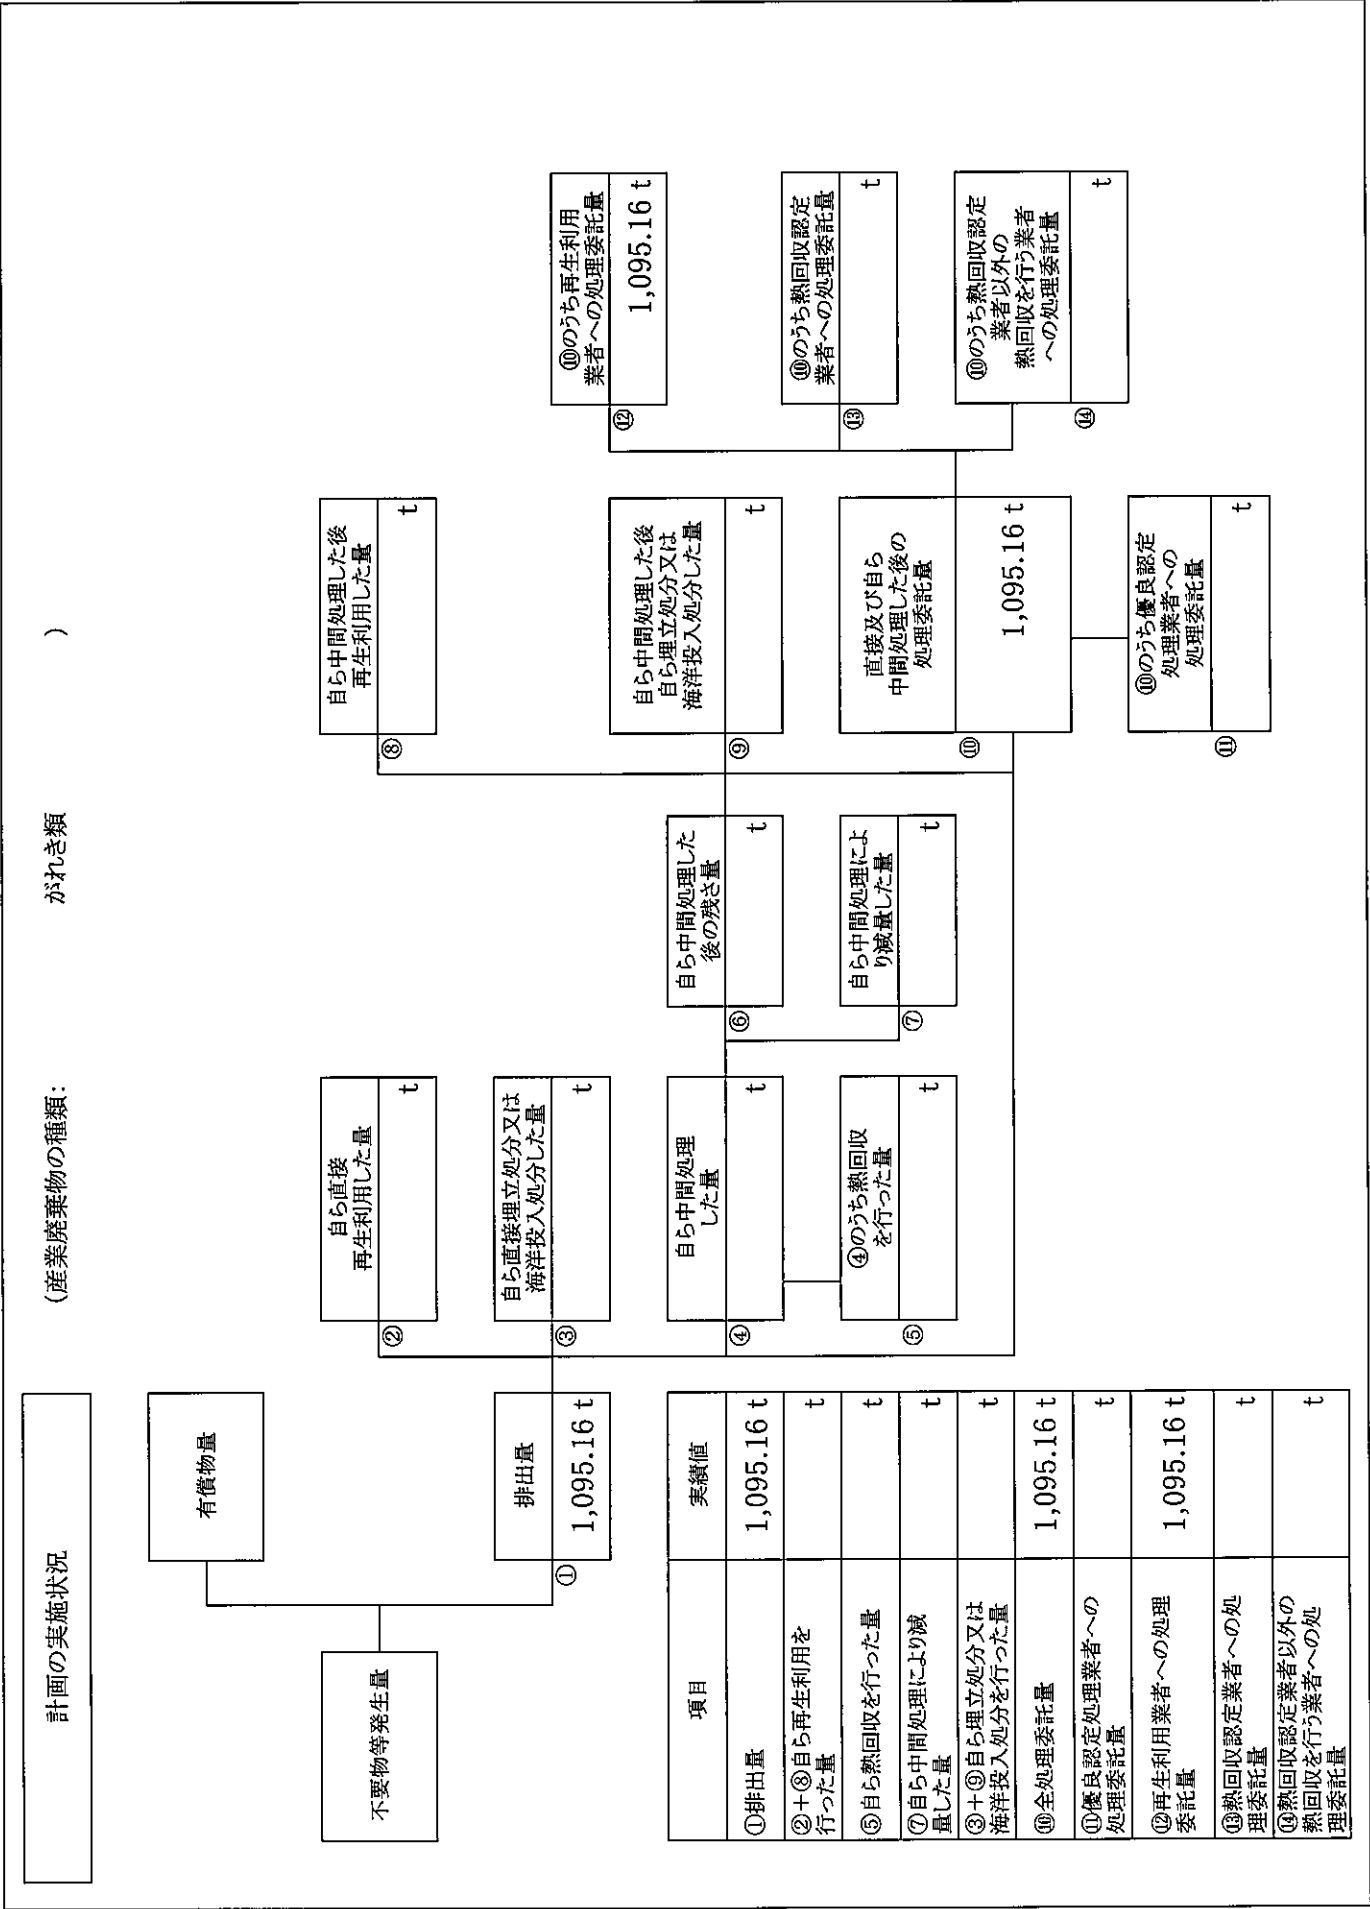 計画の実施状況
(産業廃棄物の種類:
がれき類
)
有償物量
不要物等発生量
排出量
①
1,095.16 t
自ら直接
再生利用した量
②
t
自ら直接埋立処分又は
海洋投入処分した量
③
t
自ら中間処理
した量
④
t
④のうち熱回収
を行った量
⑤
t
自ら中間処理した
後の残さ量
⑥
t
自ら中間処理によ
り減量した量
⑦
t
自ら中間処理した後
再生利用した量
⑧
t
自ら中間処理した後
自ら埋立処分又は
海洋投入処分した量
⑨
t
直接及び自ら
中間処理した後の
処理委託量
⑩
1,095.16 t
⑩のうち優良認定
処理業者への
処理委託量
⑪
t
⑩のうち再生利用
業者への処理委託量
⑫
1,095.16 t
⑩のうち熱回収認定
業者への処理委託量
⑬
t
⑩のうち熱回収認定
業者以外の
熱回収を行う業者
への処理委託量
⑭
t
項目
実績値
①排出量
1,095.16 t
②+⑧自ら再生利用を
行った量
t
⑤自ら熱回収を行った量
t
⑦自ら中間処理により減
量した量
t
③+⑨自ら埋立処分又は
海洋投入処分を行った量
t
⑩全処理委託量
1,095.16 t
⑪優良認定処理業者への
処理委託量
t
⑫再生利用業者への処理
委託量
1,095.16 t
⑬熱回収認定業者への処
理委託量
t
⑭熱回収認定業者以外の
熱回収を行う業者への処
理委託量
t